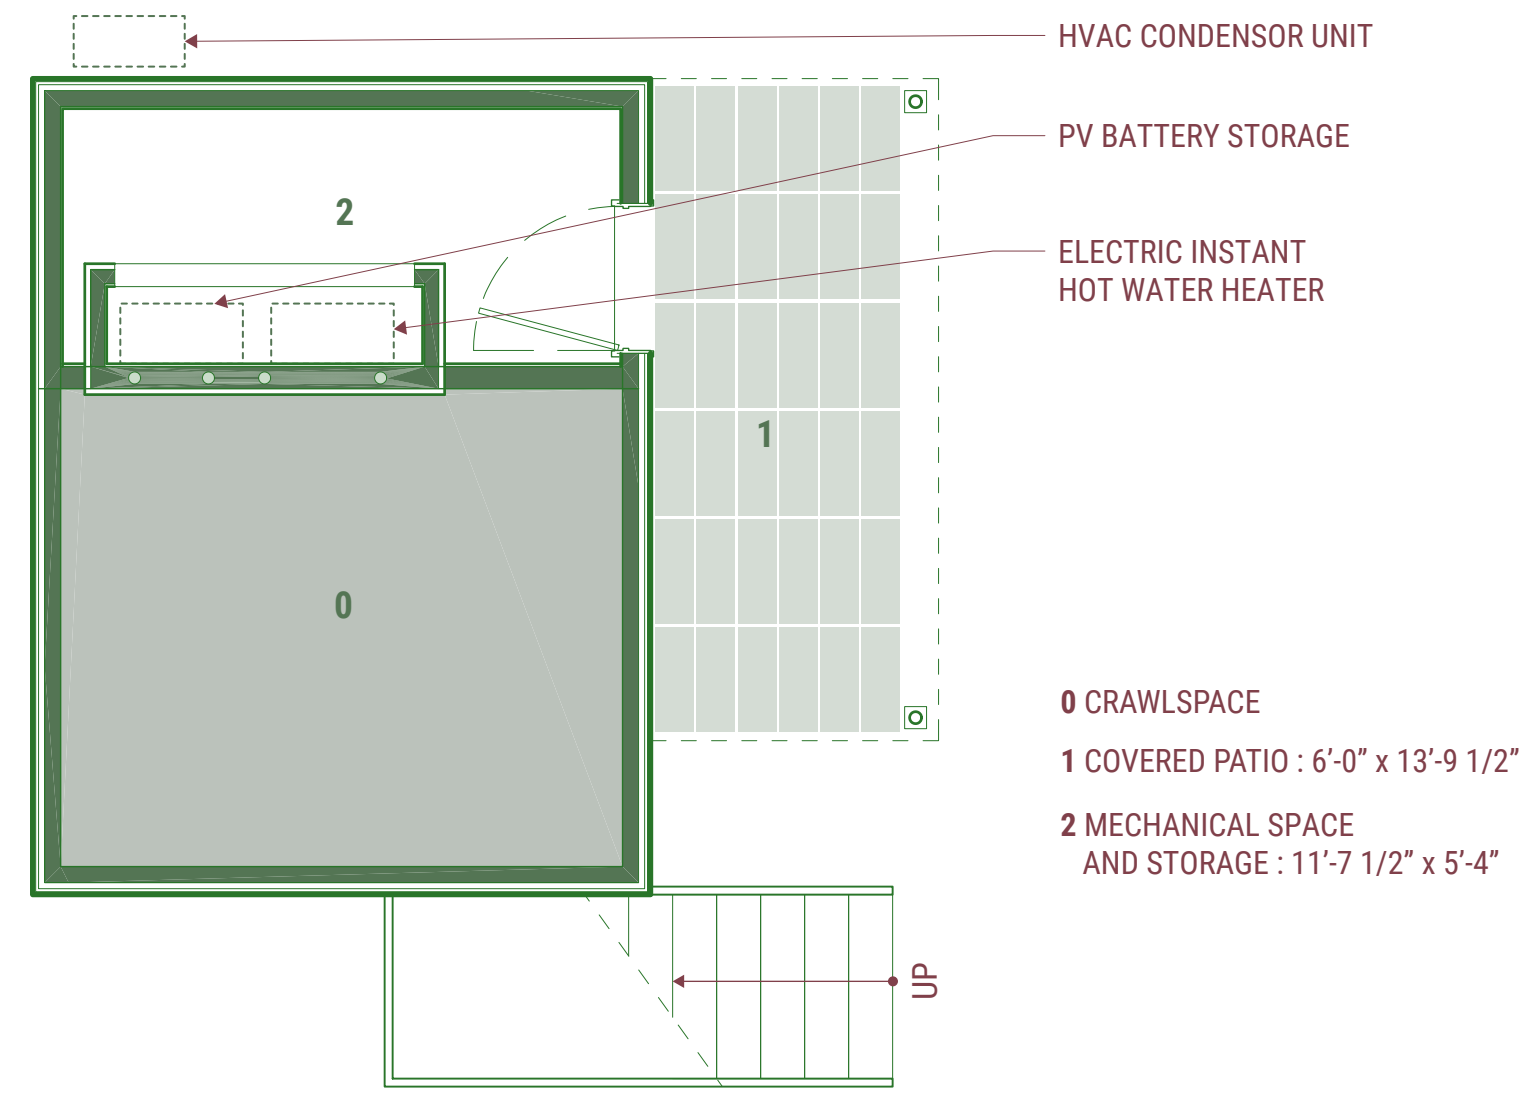 HVAC CONDENSOR UNIT
PV BATTERY STORAGE
ELECTRIC INSTANT
HOT WATER HEATER
2
1
0
0 CRAWLSPACE
1 COVERED PATIO : 6’-0” x 13’-9 1/2”
2 MECHANICAL SPACE
AND STORAGE : 11’-7 1/2” x 5’-4”
UP